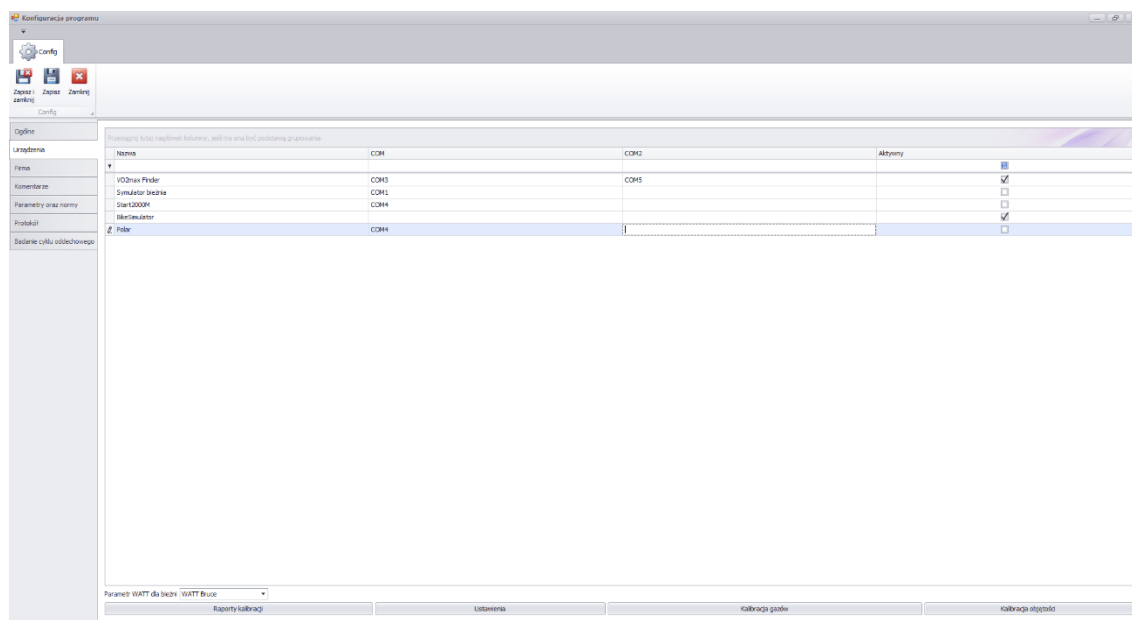 Konfiguracja programu
Config
Zapisz i zamknij
Zapisz
Zamknij
Config
Ogólne
Urządzenia
Firma
Komentarze
Parametry oraz normy
Protokół
Badanie cyklu oddechowego
Przeciągnij tutaj nagłówek kolumny, jeśli ma ona być podstawą grupowania
Nazwa COM COM2 Aktywny
VO2max Finder COM3 COM5
Symulator bieżnia COM1
Start2000M COM4
BikeSimulator
Polar COM4
Parametr WATT dla bieżni WATT Bruce
Raporty kalibracji Ustawienia Kalibracja gazów Kalibracja objętości